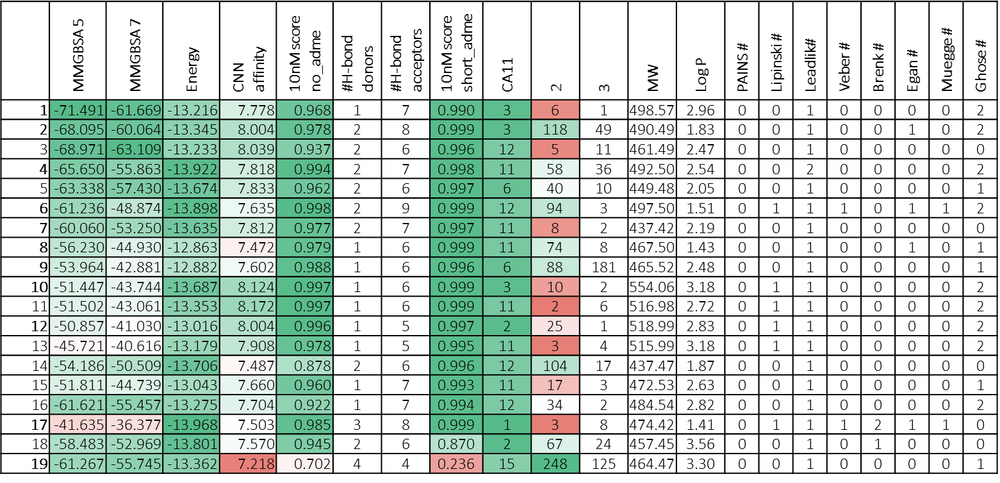 MMGBSA 5 MMGBSA 7 Energy CNN affinity 10nM score no_adme #H-bond donors #H-bond acceptors 10nM score short_adme CA11 2 3 MW LogP PAINS # Lipinski # Leadlik# Veber # Brenk # Egan # Muegge # Ghose #
1 -71.491 -61.669 -13.216 7.778 0.968 1 7 0.990 3 6 1 498.57 2.96 0 0 1 0 0 0 0 2
2 -68.095 -60.064 -13.345 8.004 0.978 2 8 0.999 3 118 49 490.49 1.83 0 0 1 0 0 1 0 2
3 -68.971 -63.109 -13.233 8.039 0.937 2 6 0.996 12 5 11 461.49 2.47 0 0 1 0 0 0 0 0
4 -65.650 -55.863 -13.922 7.818 0.994 2 7 0.998 11 58 36 492.50 2.54 0 0 2 0 0 0 0 2
5 -63.338 -57.430 -13.674 7.833 0.962 2 6 0.997 6 40 10 449.48 2.05 0 0 1 0 0 0 0 1
6 -61.236 -48.874 -13.898 7.635 0.998 2 9 0.999 12 94 3 497.50 1.51 0 1 1 1 0 1 1 2
7 -60.060 -53.250 -13.635 7.812 0.977 2 7 0.997 11 8 2 437.42 2.19 0 0 1 0 0 0 0 0
8 -56.230 -44.930 -12.863 7.472 0.979 1 6 0.999 11 74 8 467.50 1.43 0 0 1 0 0 1 0 1
9 -53.964 -42.881 -12.882 7.602 0.988 1 6 0.996 6 88 181 465.52 2.48 0 0 1 0 0 0 0 1
10 -51.447 -43.744 -13.687 8.124 0.997 1 6 0.999 3 10 2 554.06 3.18 0 1 1 0 0 0 0 2
11 -51.502 -43.061 -13.353 8.172 0.997 1 6 0.999 11 2 6 516.98 2.72 0 1 1 0 0 0 0 2
12 -50.857 -41.030 -13.016 8.004 0.996 1 5 0.997 2 25 1 518.99 2.83 0 1 1 0 0 0 0 2
13 -45.721 -40.616 -13.179 7.908 0.978 1 5 0.995 11 3 4 515.99 3.18 0 1 1 0 0 0 0 2
14 -54.186 -50.509 -13.706 7.487 0.878 2 6 0.996 12 104 17 437.47 1.87 0 0 1 0 0 0 0 0
15 -51.811 -44.739 -13.043 7.660 0.960 1 7 0.993 11 17 3 472.53 2.63 0 0 1 0 0 0 0 1
16 -61.621 -55.457 -13.275 7.704 0.922 1 7 0.994 12 34 2 484.54 2.82 0 0 1 0 0 0 0 2
17 -41.635 -36.377 -13.968 7.503 0.985 3 8 0.999 1 3 8 474.42 1.41 0 1 1 1 2 1 1 0
18 -58.483 -52.969 -13.801 7.570 0.945 2 6 0.870 2 67 24 457.45 3.56 0 0 1 0 1 0 0 0
19 -61.267 -55.745 -13.362 7.218 0.702 4 4 0.236 15 248 125 464.47 3.30 0 0 1 0 0 0 0 1